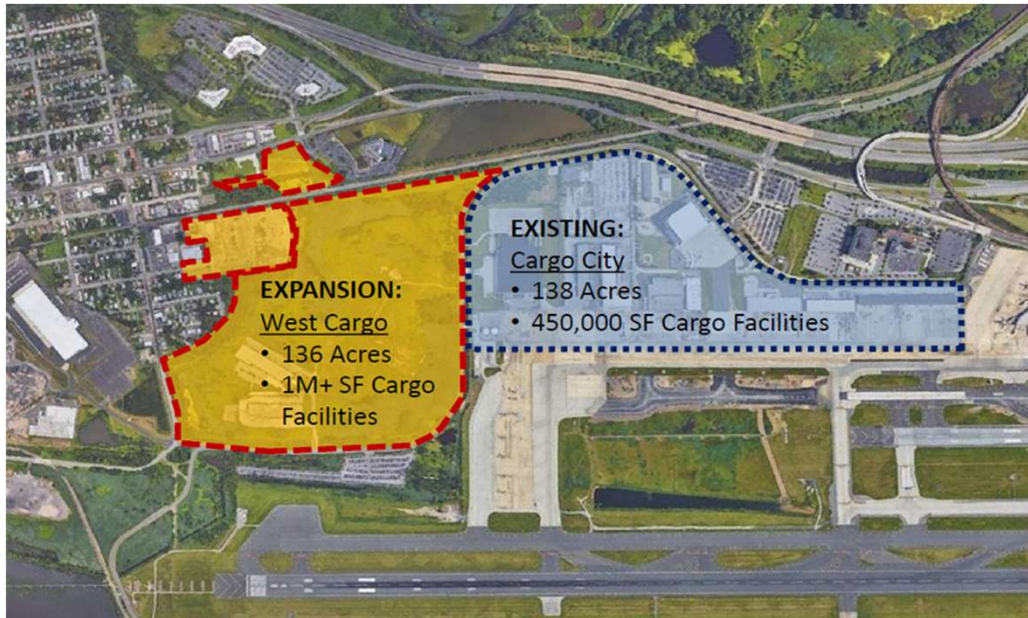 EXISTING:
Cargo City
• 138 Acres
• 450,000 SF Cargo Facilities
EXPANSION:
West Cargo
• 136 Acres
• 1M+ SF Cargo
Facilities